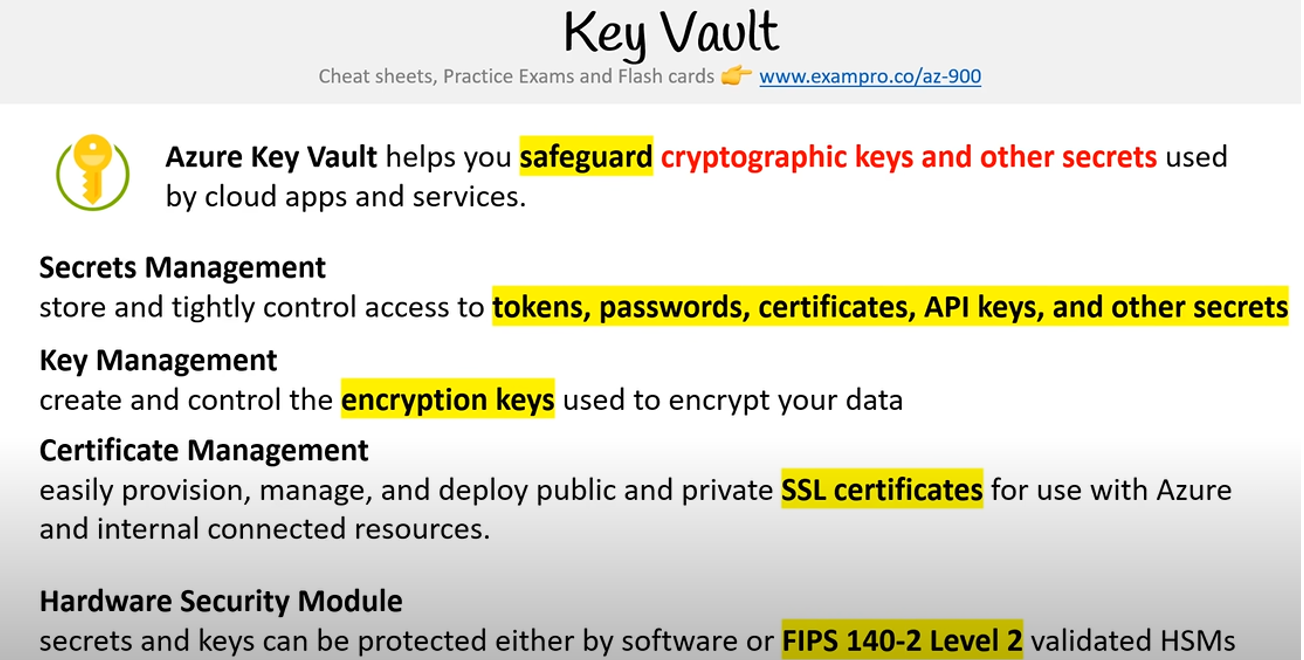 Key Vault
Cheat sheets, Practice Exams and Flash cards 👉 www.exampro.co/az-900
Azure Key Vault helps you safeguard cryptographic keys and other secrets used
by cloud apps and services.
Secrets Management
store and tightly control access to tokens, passwords, certificates, API keys, and other secrets
Key Management
create and control the encryption keys used to encrypt your data
Certificate Management
easily provision, manage, and deploy public and private SSL certificates for use with Azure
and internal connected resources.
Hardware Security Module
secrets and keys can be protected either by software or FIPS 140-2 Level 2 validated HSMs